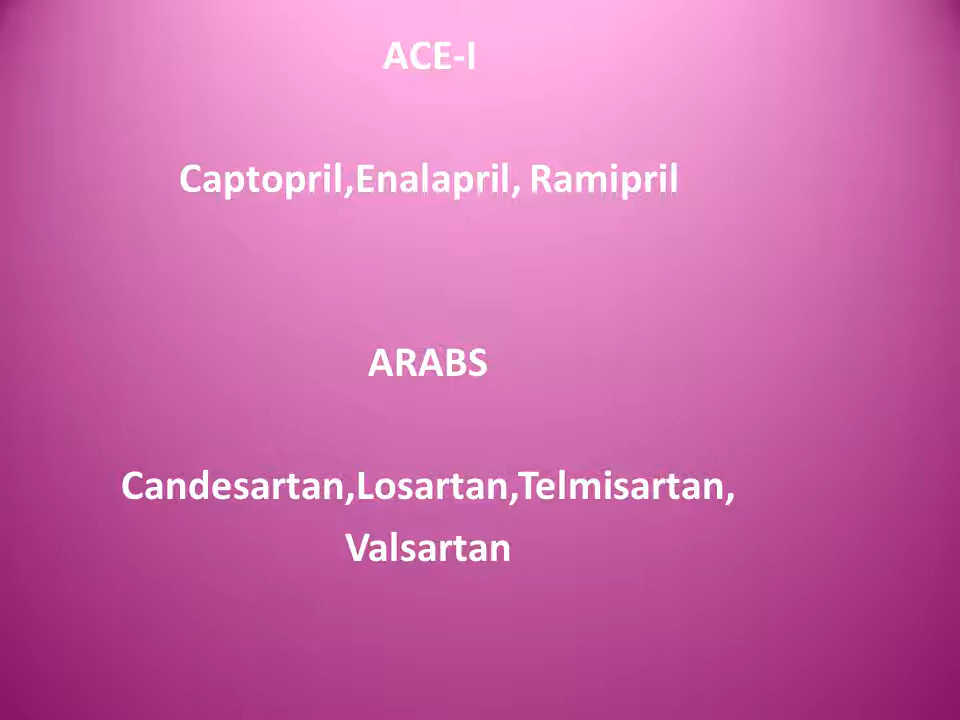 ACE-I
Captopril,Enalapril, Ramipril
ARABS
Candesartan,Losartan,Telmisartan,
Valsartan